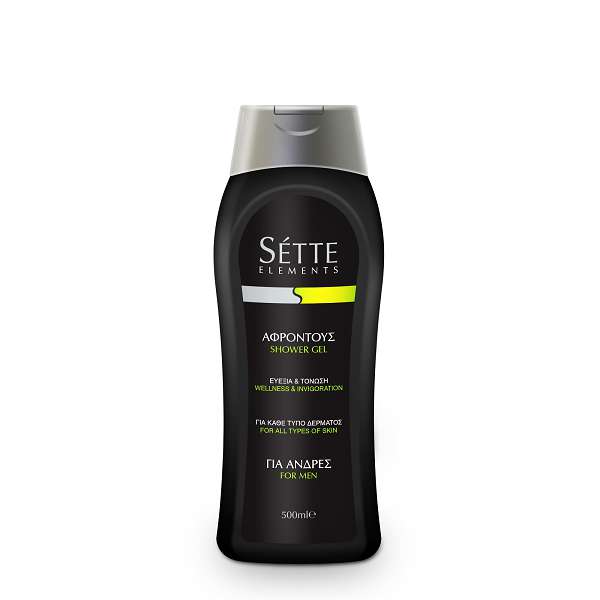 SÉTTE
ELEMENTS
ΑΦΡΟΝΤΟΥΣ
SHOWER GEL
ΕΥΕΞΙΑ & ΤΟΝΩΣΗ
WELLNESS & INVIGORATION
ΓΙΑ ΚΑΘΕ ΤΥΠΟ ΔΕΡΜΑΤΟΣ
FOR ALL TYPES OF SKIN
ΓΙΑ ΑΝΔΡΕΣ
FOR MEN
500ml℮